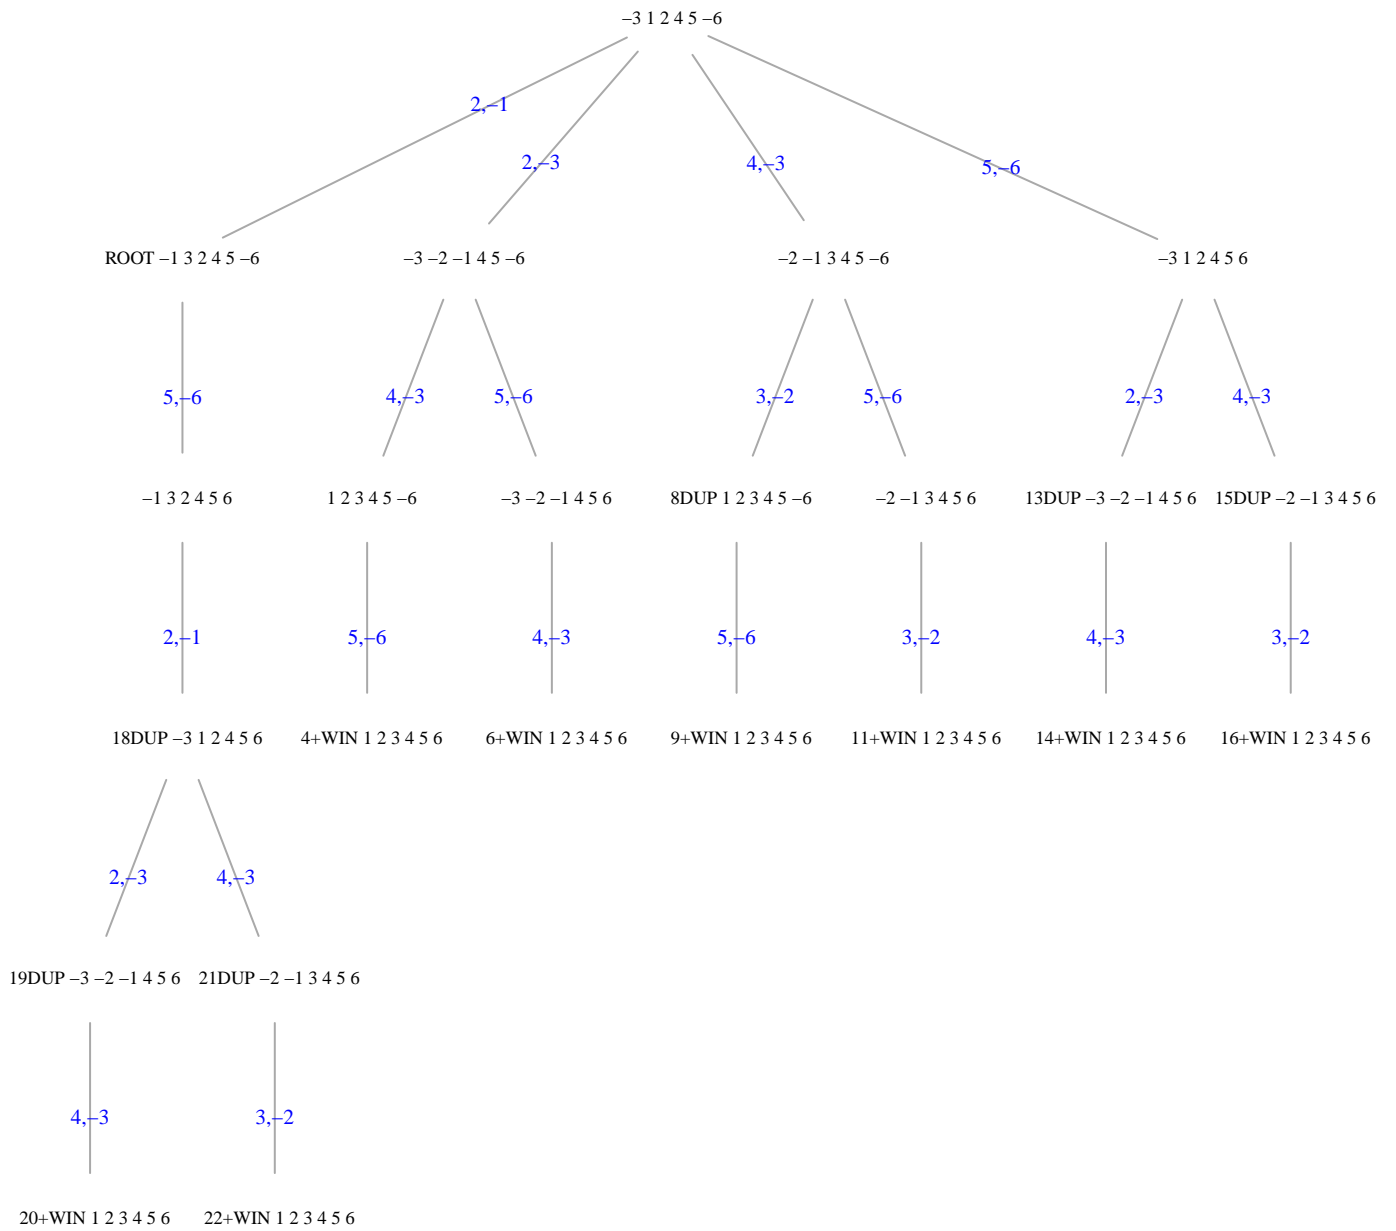 –3 1 2 4 5 –6
2,–1
2,–3
4,–3
5,–6
ROOT –1 3 2 4 5 –6
–3 –2 –1 4 5 –6
–2 –1 3 4 5 –6
–3 1 2 4 5 6
5,–6
4,–3
5,–6
3,–2
5,–6
2,–3
4,–3
–1 3 2 4 5 6
1 2 3 4 5 –6
–3 –2 –1 4 5 6
8DUP 1 2 3 4 5 –6
–2 –1 3 4 5 6
13DUP –3 –2 –1 4 5 6
15DUP –2 –1 3 4 5 6
2,–1
5,–6
4,–3
5,–6
3,–2
4,–3
3,–2
18DUP –3 1 2 4 5 6
4+WIN 1 2 3 4 5 6
6+WIN 1 2 3 4 5 6
9+WIN 1 2 3 4 5 6
11+WIN 1 2 3 4 5 6
14+WIN 1 2 3 4 5 6
16+WIN 1 2 3 4 5 6
2,–3
4,–3
19DUP –3 –2 –1 4 5 6
21DUP –2 –1 3 4 5 6
4,–3
3,–2
20+WIN 1 2 3 4 5 6
22+WIN 1 2 3 4 5 6